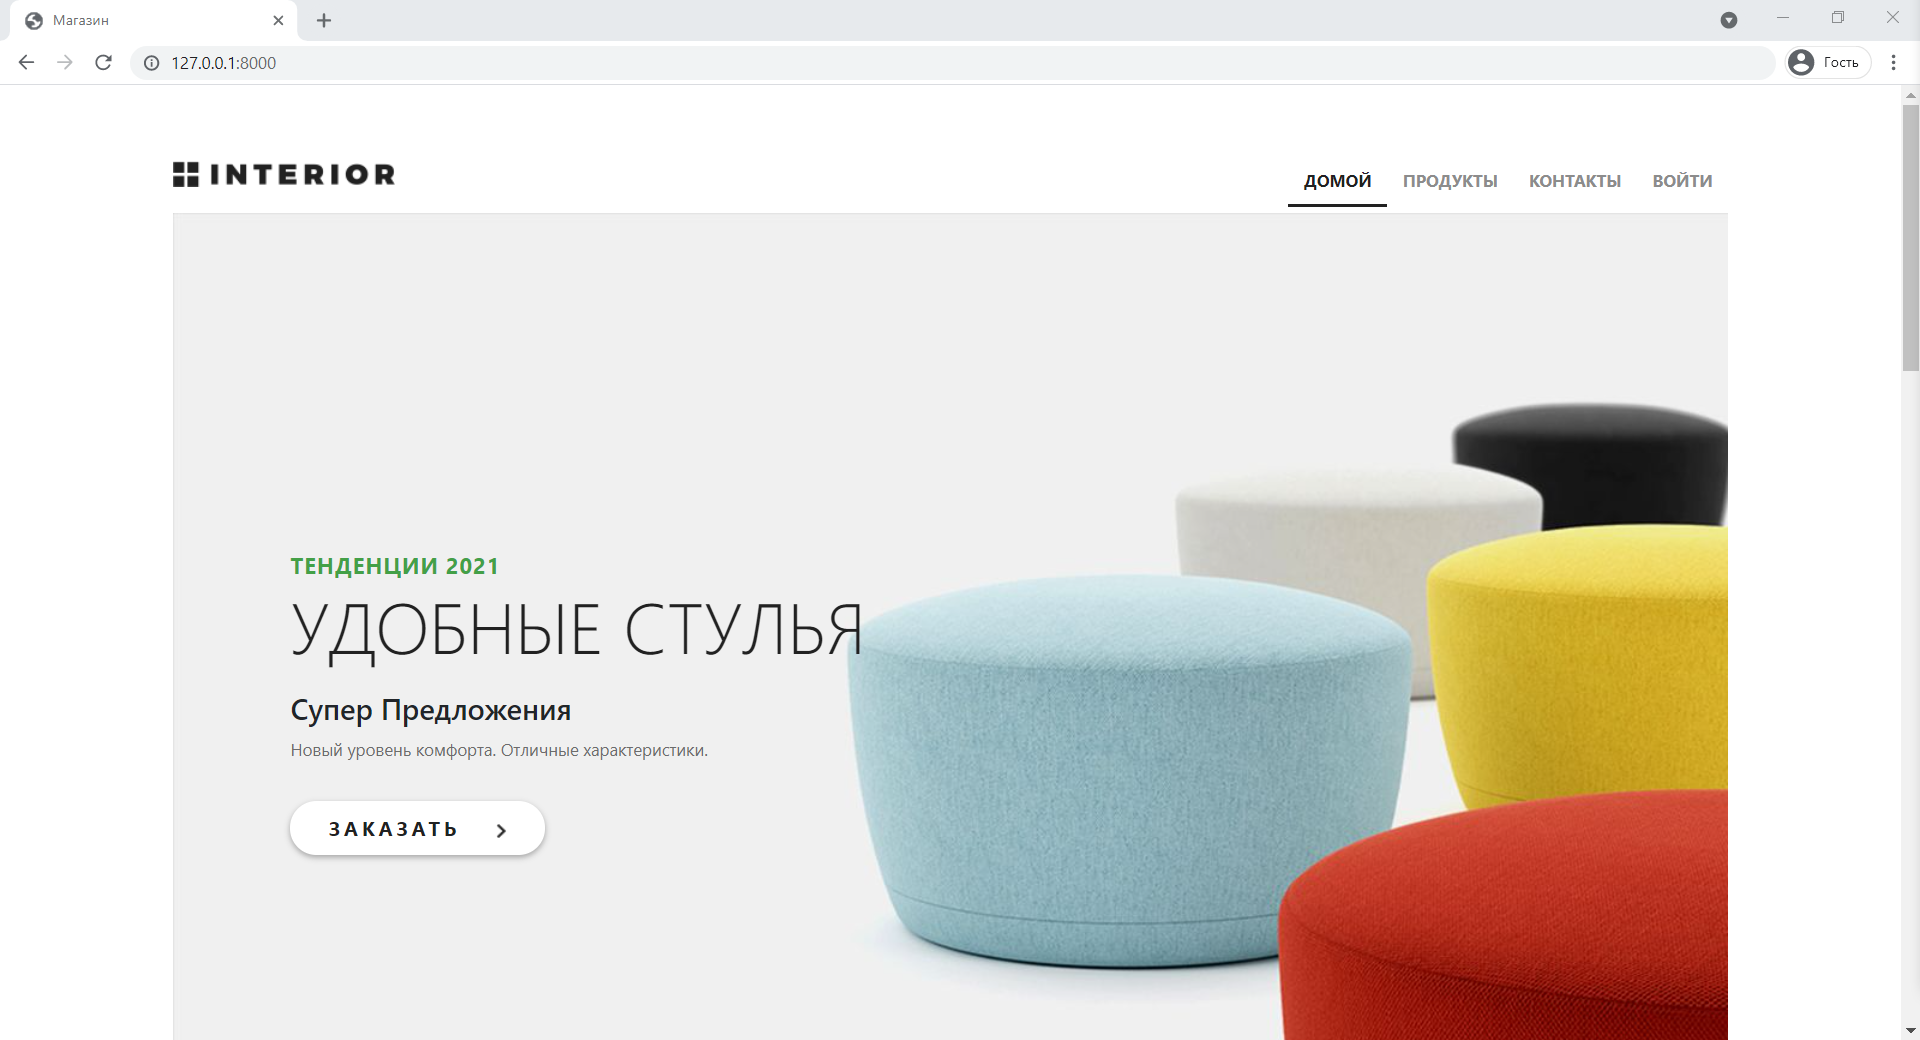 Магазин
127.0.0.1:8000
Гость
INTERIOR
ДОМОЙ ПРОДУКТЫ КОНТАКТЫ ВОЙТИ
ТЕНДЕНЦИИ 2021
УДОБНЫЕ СТУЛЬЯ
Супер Предложения
Новый уровень комфорта. Отличные характеристики.
ЗАКАЗАТЬ